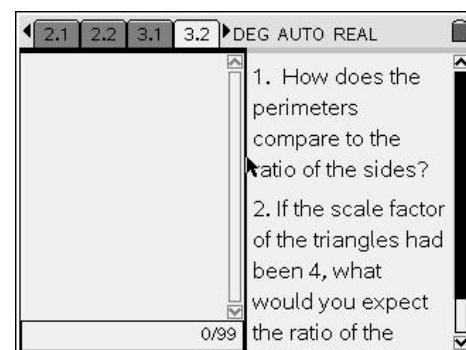 2.1 2.2 3.1 3.2 DEG AUTO REAL
1. How does the
perimeters
compare to the
ratio of the sides?
2. If the scale factor
of the triangles had
been 4, what
would you expect
the ratio of the
0/99